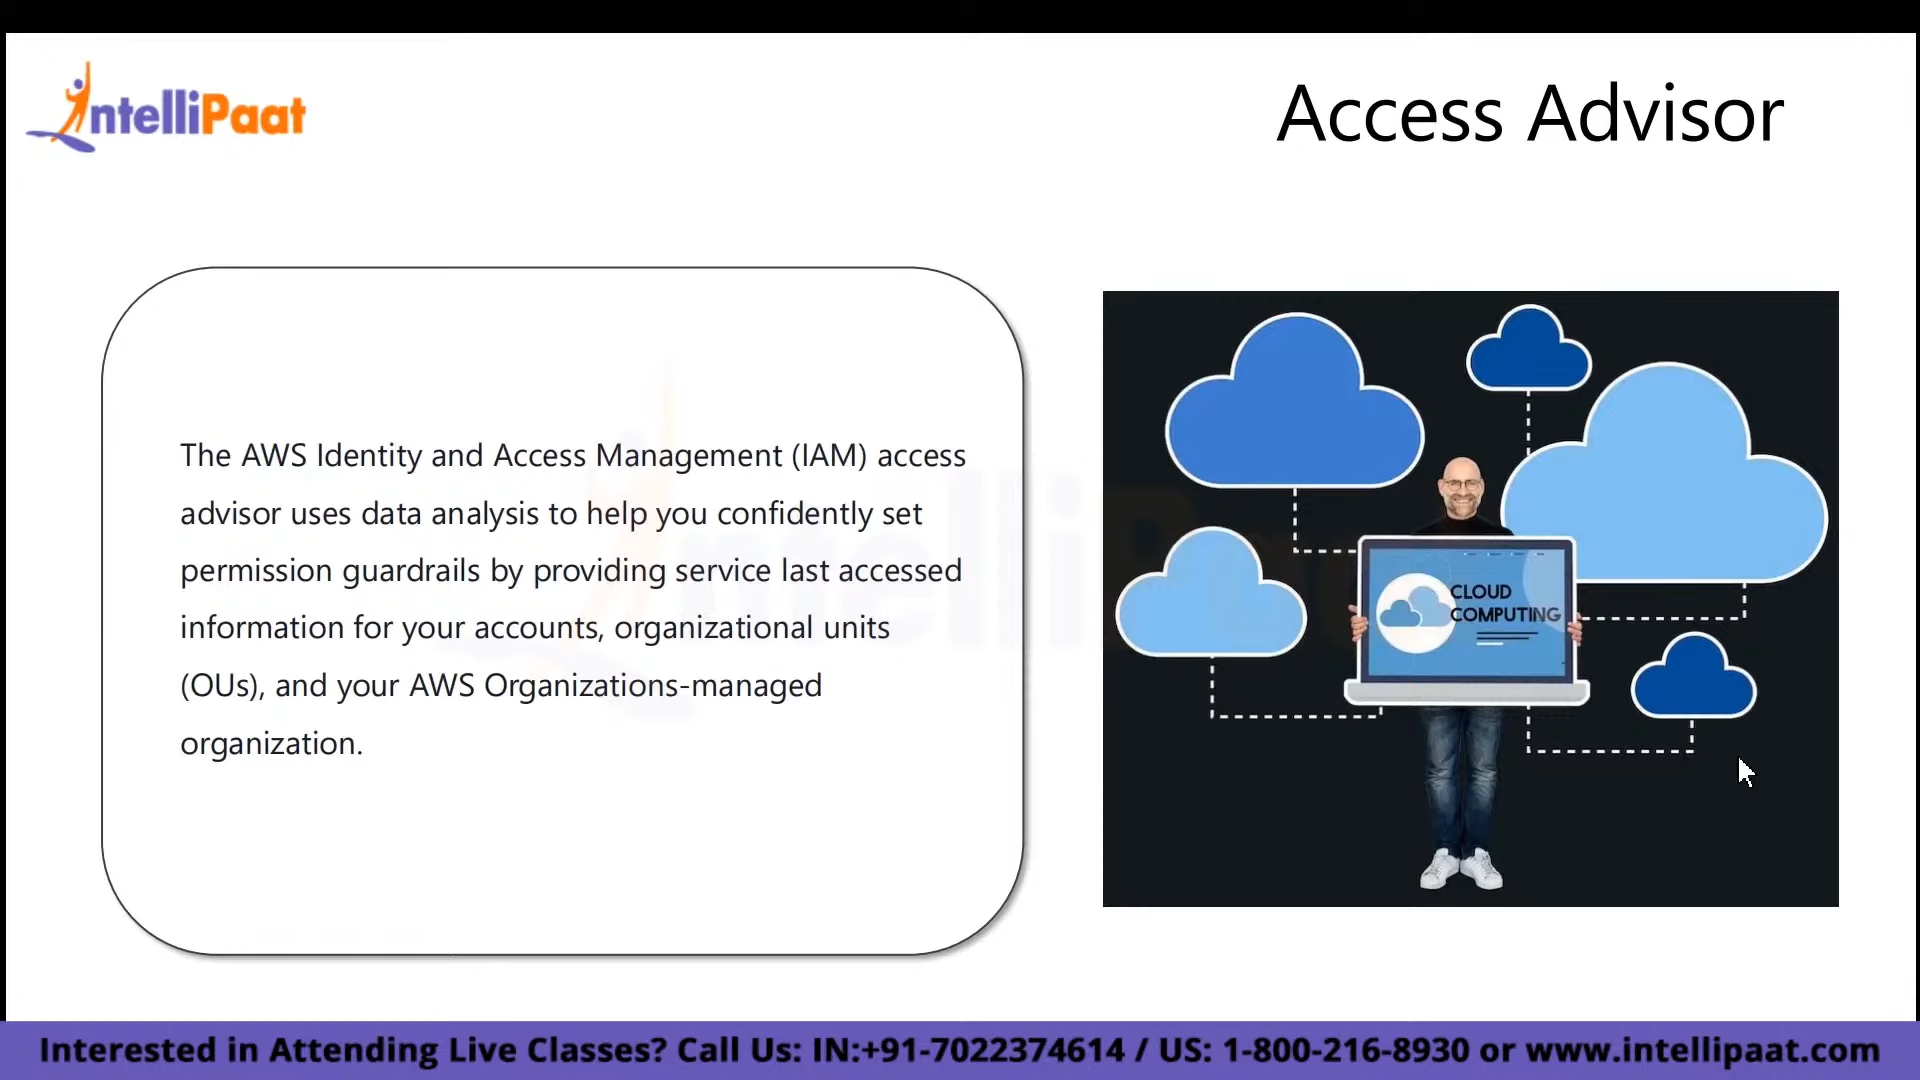 IntelliPaat
Access Advisor
The AWS Identity and Access Management (IAM) access
advisor uses data analysis to help you confidently set
permission guardrails by providing service last accessed
information for your accounts, organizational units
(OUs), and your AWS Organizations-managed
organization.
CLOUD
COMPUTING
Interested in Attending Live Classes? Call Us: IN:+91-7022374614 / US: 1-800-216-8930 or www.intellipaat.com